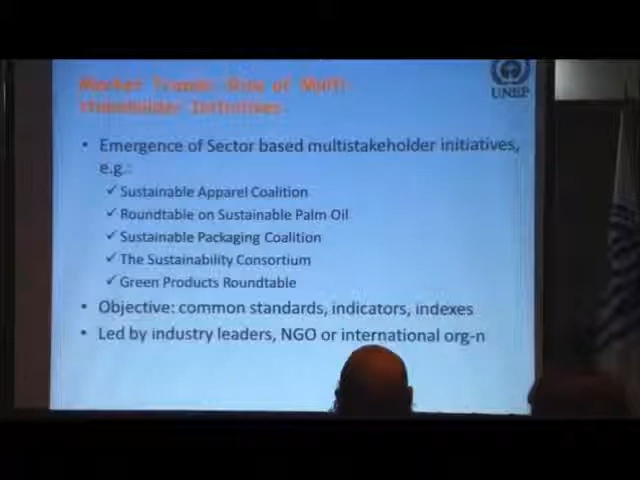 Market Trends: Role of Multi-
stakeholder Initiatives
UNEP
• Emergence of Sector based multistakeholder initiatives,
e.g.:
✓ Sustainable Apparel Coalition
✓ Roundtable on Sustainable Palm Oil
✓ Sustainable Packaging Coalition
✓ The Sustainability Consortium
✓ Green Products Roundtable
• Objective: common standards, indicators, indexes
• Led by industry leaders, NGO or international org-n